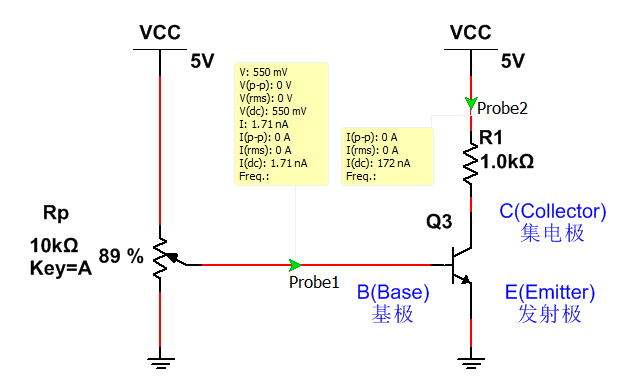 VCC
5V
VCC
5V
V: 550 mV
V(p-p): 0 V
V(rms): 0 V
V(dc): 550 mV
I: 1.71 nA
I(p-p): 0 A
I(rms): 0 A
I(dc): 1.71 nA
Freq.:
I(p-p): 0 A
I(rms): 0 A
I(dc): 172 nA
Freq.:
Probe2
R1
1.0kΩ
Rp
10kΩ
Key=A
89 %
Probe1
Q3
C(Collector)
集电极
B(Base)
基极
E(Emitter)
发射极